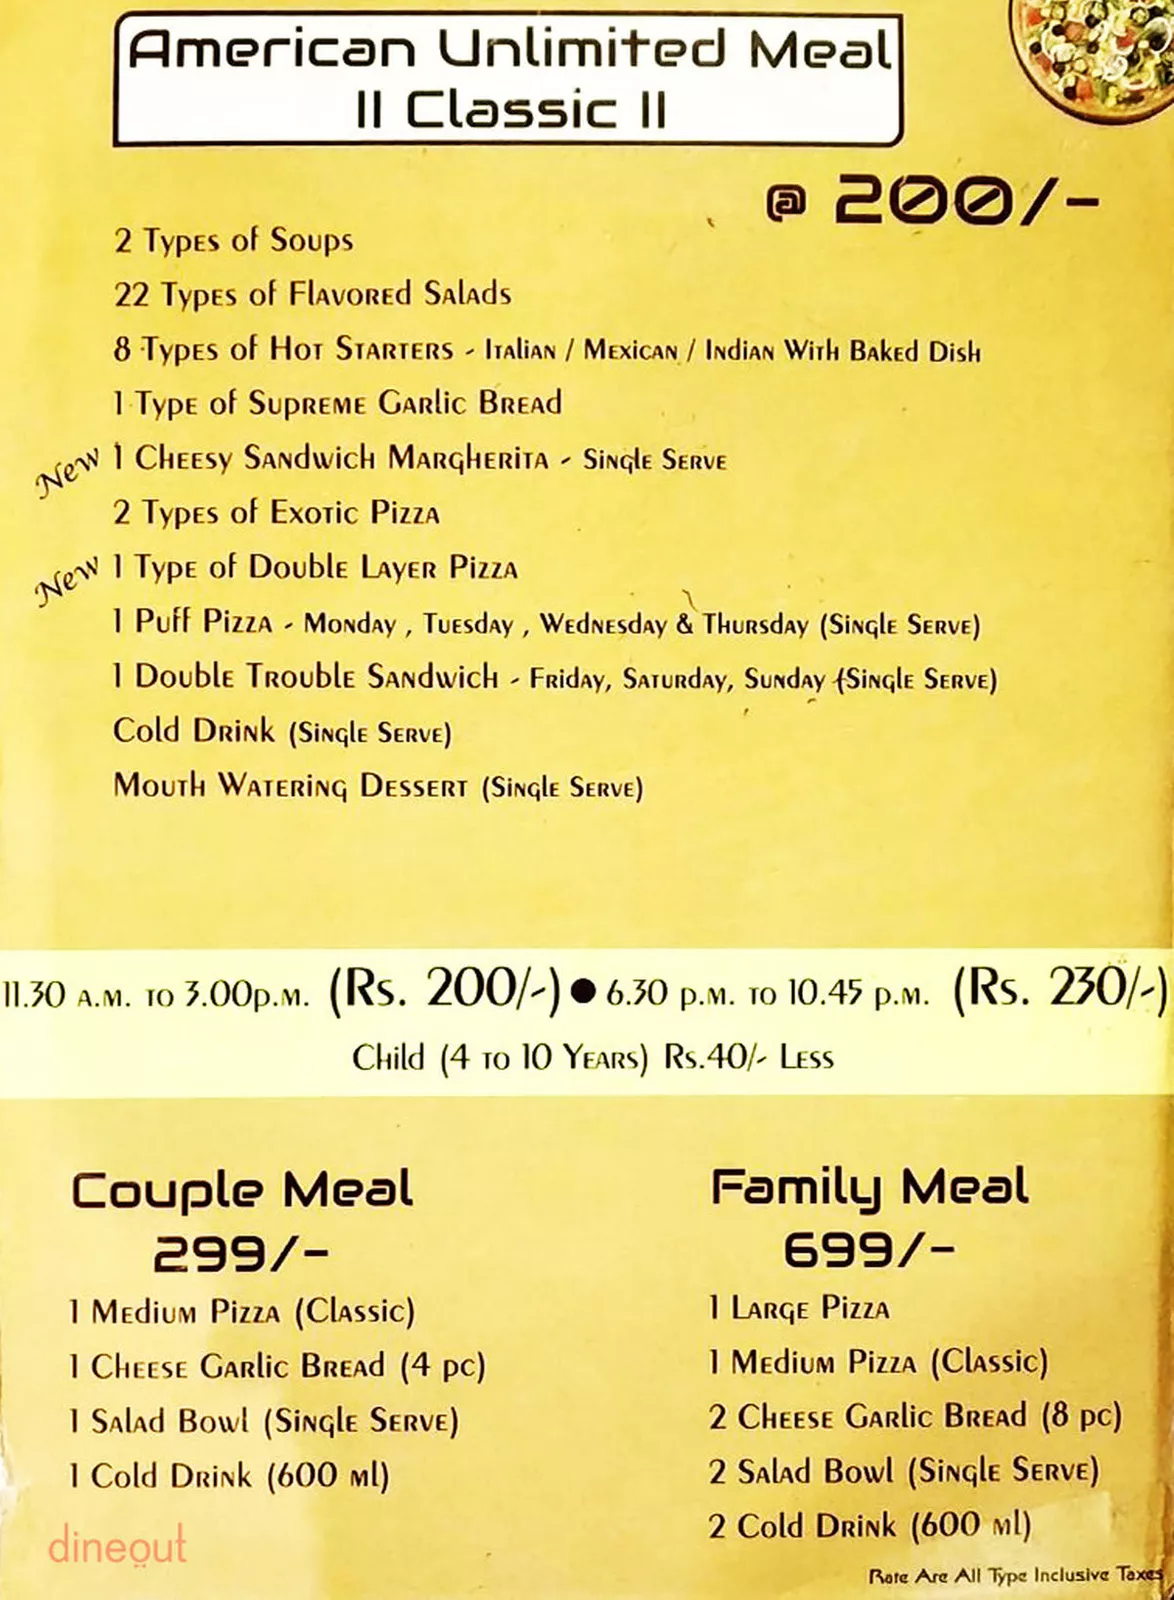 American Unlimited Meal
II Classic II
@ 200/-
2 Types of Soups
22 Types of Flavored Salads
8 Types of Hot Starters - Italian / Mexican / Indian With Baked Dish
1 Type of Supreme Garlic Bread
New 1 Cheesy Sandwich Margherita - Single Serve
2 Types of Exotic Pizza
New 1 Type of Double Layer Pizza
1 Puff Pizza - Monday , Tuesday , Wednesday & Thursday (Single Serve)
1 Double Trouble Sandwich - Friday, Saturday, Sunday (Single Serve)
Cold Drink (Single Serve)
Mouth Watering Dessert (Single Serve)
11.30 a.m. to 3.00p.m. (Rs. 200/-) ● 6.30 p.m. to 10.45 p.m. (Rs. 230/-)
Child (4 to 10 Years) Rs.40/- Less
Couple Meal
299/-
1 Medium Pizza (Classic)
1 Cheese Garlic Bread (4 pc)
1 Salad Bowl (Single Serve)
1 Cold Drink (600 ml)
Family Meal
699/-
1 Large Pizza
1 Medium Pizza (Classic)
2 Cheese Garlic Bread (8 pc)
2 Salad Bowl (Single Serve)
2 Cold Drink (600 ml)
Rate Are All Type Inclusive Taxes
dineout